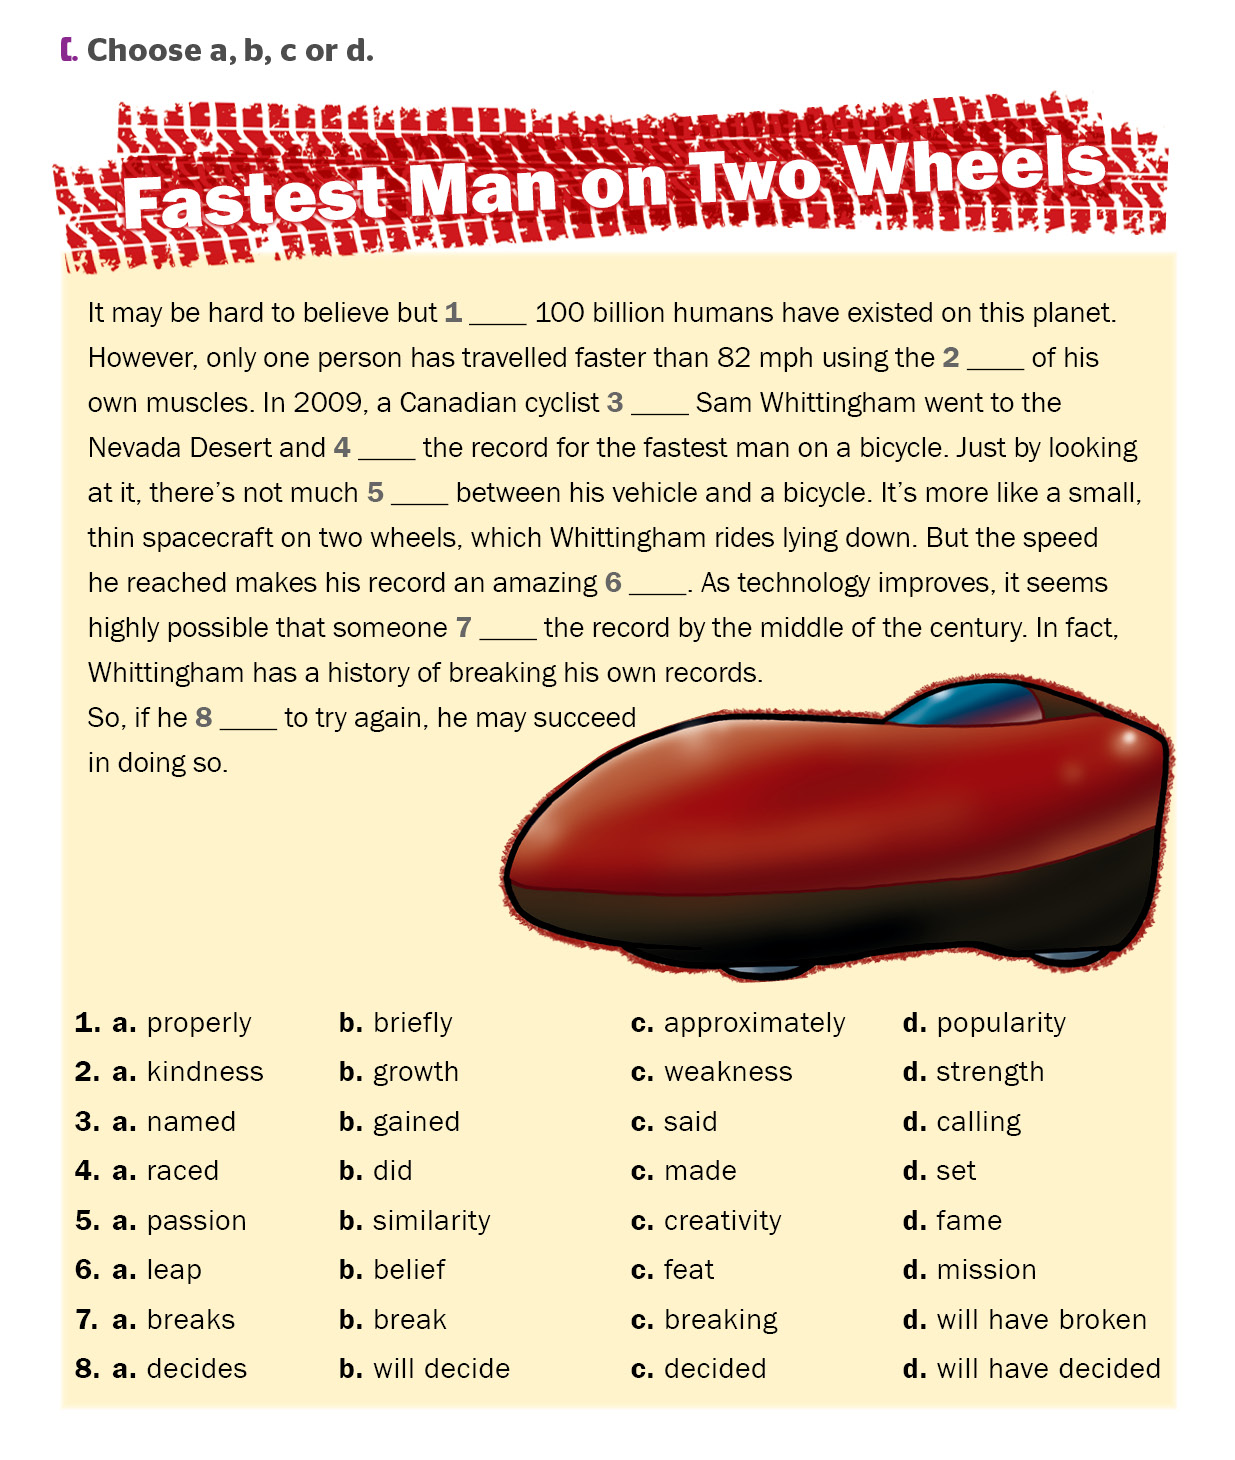 C. Choose a, b, c or d.
Fastest Man on Two Wheels
It may be hard to believe but 1 ____ 100 billion humans have existed on this planet.
However, only one person has travelled faster than 82 mph using the 2 ____ of his
own muscles. In 2009, a Canadian cyclist 3 ____ Sam Whittingham went to the
Nevada Desert and 4 ____ the record for the fastest man on a bicycle. Just by looking
at it, there’s not much 5 ____ between his vehicle and a bicycle. It’s more like a small,
thin spacecraft on two wheels, which Whittingham rides lying down. But the speed
he reached makes his record an amazing 6 ____. As technology improves, it seems
highly possible that someone 7 ____ the record by the middle of the century. In fact,
Whittingham has a history of breaking his own records.
So, if he 8 ____ to try again, he may succeed
in doing so.
1. a. properly b. briefly c. approximately d. popularity
2. a. kindness b. growth c. weakness d. strength
3. a. named b. gained c. said d. calling
4. a. raced b. did c. made d. set
5. a. passion b. similarity c. creativity d. fame
6. a. leap b. belief c. feat d. mission
7. a. breaks b. break c. breaking d. will have broken
8. a. decides b. will decide c. decided d. will have decided